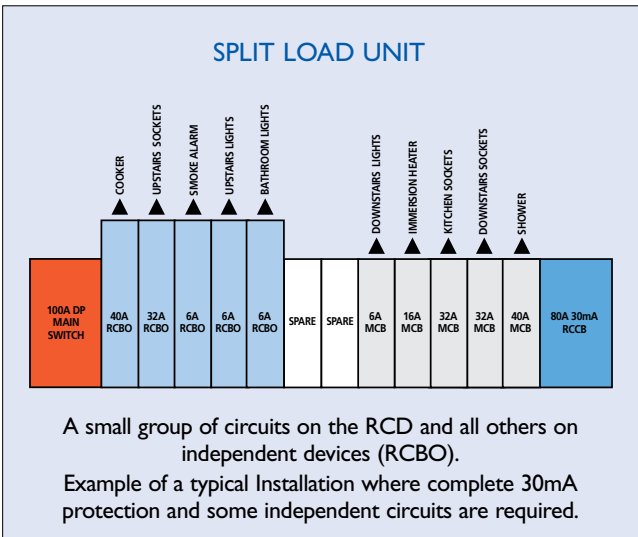 SPLIT LOAD UNIT
COOKER
UPSTAIRS SOCKETS
SMOKE ALARM
UPSTAIRS LIGHTS
BATHROOM LIGHTS
DOWNSTAIRS LIGHTS
IMMERSION HEATER
KITCHEN SOCKETS
DOWNSTAIRS SOCKETS
SHOWER
100A DP
MAIN
SWITCH
40A
RCBO
32A
RCBO
6A
RCBO
6A
RCBO
6A
RCBO
SPARE
SPARE
6A
MCB
16A
MCB
32A
MCB
32A
MCB
40A
MCB
80A 30mA
RCCB
A small group of circuits on the RCD and all others on
independent devices (RCBO).
Example of a typical Installation where complete 30mA
protection and some independent circuits are required.